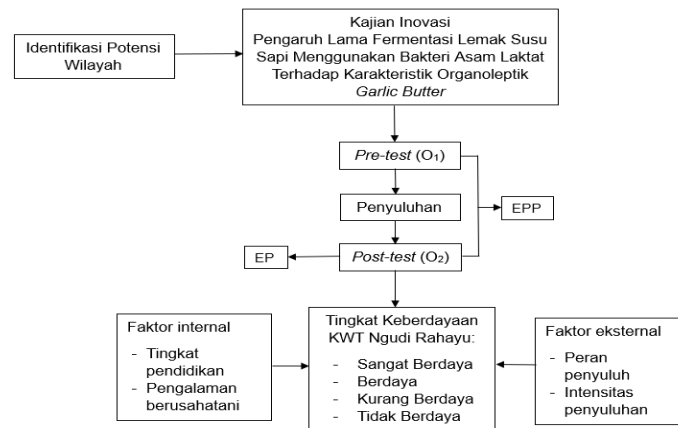 Identifikasi Potensi
Wilayah
Kajian Inovasi
Pengaruh Lama Fermentasi Lemak Susu
Sapi Menggunakan Bakteri Asam Laktat
Terhadap Karakteristik Organoleptik
Garlic Butter
Pre-test (O₁)
Penyuluhan
EPP
EP
Post-test (O₂)
Faktor internal
- Tingkat
pendidikan
- Pengalaman
berusahatani
Tingkat Keberdayaan
KWT Ngudi Rahayu:
- Sangat Berdaya
- Berdaya
- Kurang Berdaya
- Tidak Berdaya
Faktor eksternal
- Peran
penyuluh
- Intensitas
penyuluhan